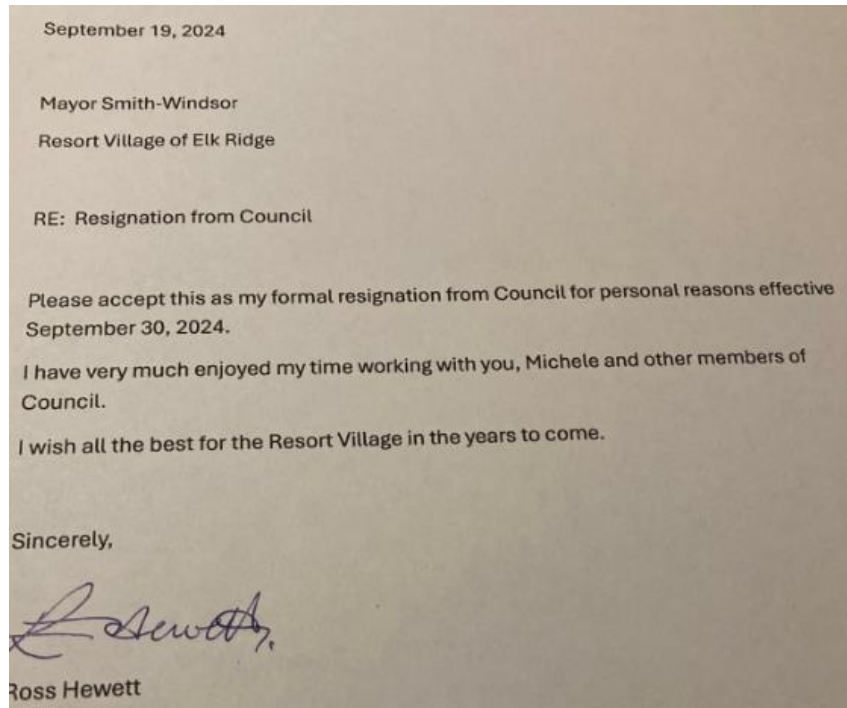 September 19, 2024
Mayor Smith-Windsor
Resort Village of Elk Ridge
RE: Resignation from Council
Please accept this as my formal resignation from Council for personal reasons effective
September 30, 2024.
I have very much enjoyed my time working with you, Michele and other members of
Council.
I wish all the best for the Resort Village in the years to come.
Sincerely,
R Hewett
Ross Hewett